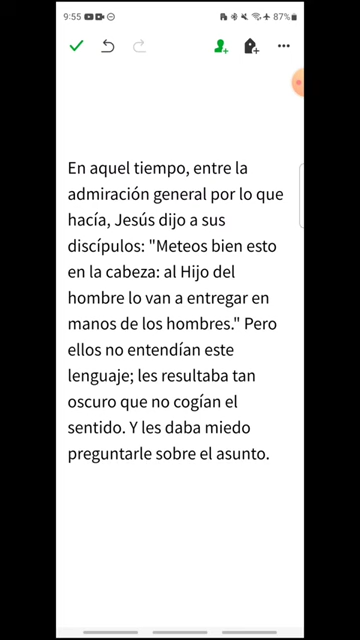 9:55
87%
En aquel tiempo, entre la
admiración general por lo que
hacía, Jesús dijo a sus
discípulos: "Meteos bien esto
en la cabeza: al Hijo del
hombre lo van a entregar en
manos de los hombres." Pero
ellos no entendían este
lenguaje; les resultaba tan
oscuro que no cogían el
sentido. Y les daba miedo
preguntarle sobre el asunto.